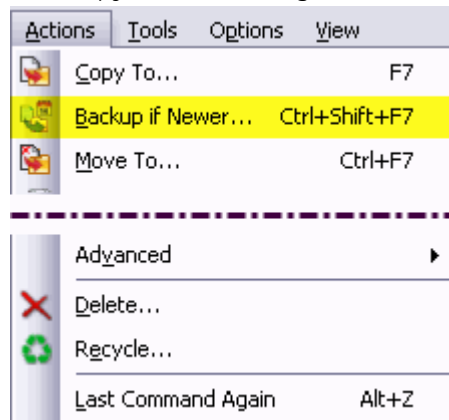 Actions Tools Options View
Copy To... F7
Backup if Newer... Ctrl+Shift+F7
Move To... Ctrl+F7
Advanced
Delete...
Recycle...
Last Command Again Alt+Z